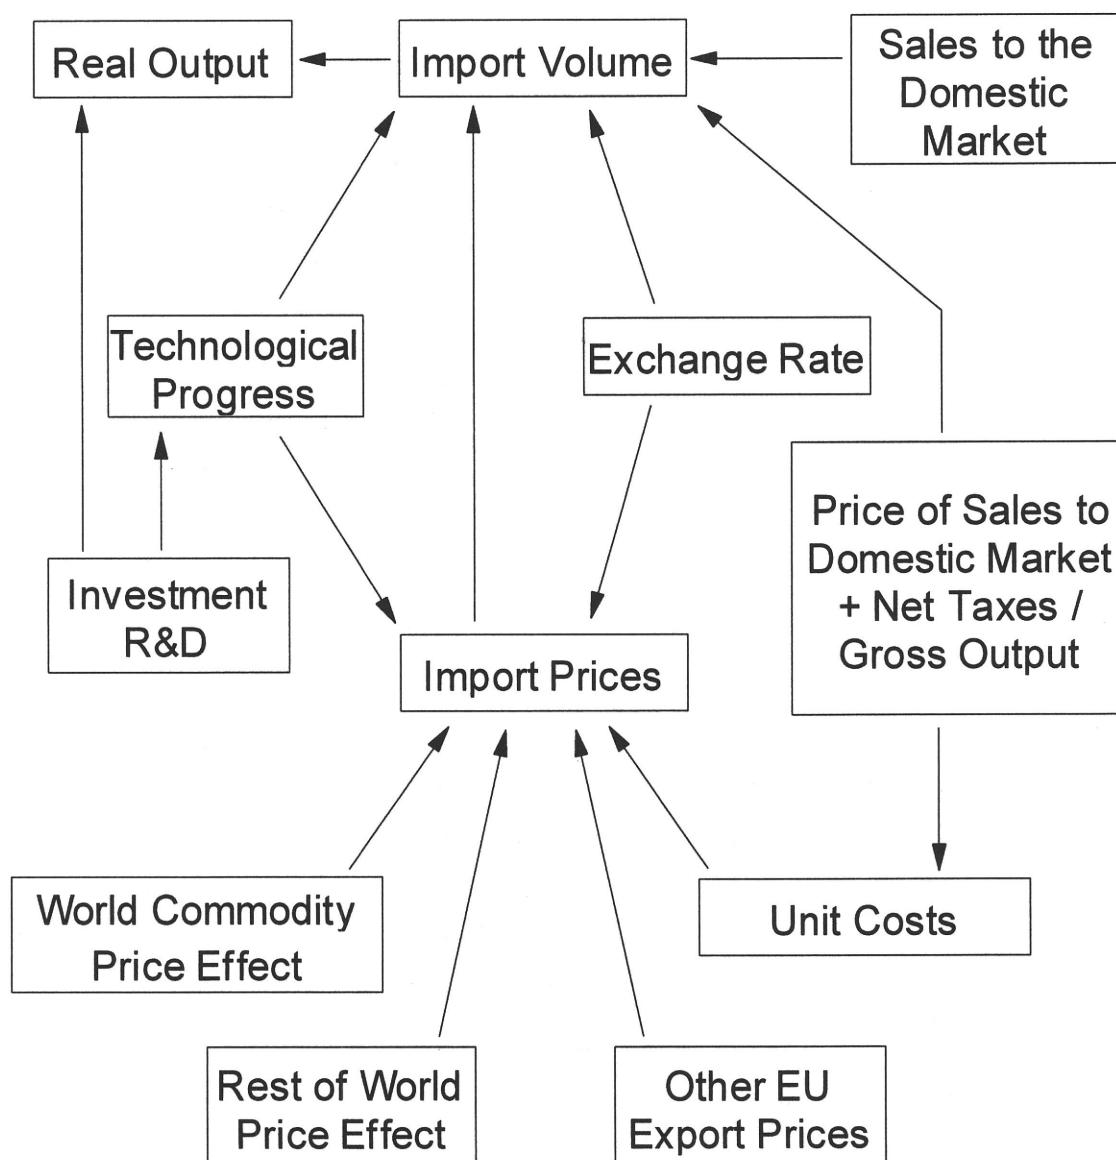 Real Output
Import Volume
Sales to the
Domestic
Market
Technological
Progress
Exchange Rate
Price of Sales to
Domestic Market
+ Net Taxes /
Gross Output
Investment
R&D
Import Prices
World Commodity
Price Effect
Unit Costs
Rest of World
Price Effect
Other EU
Export Prices